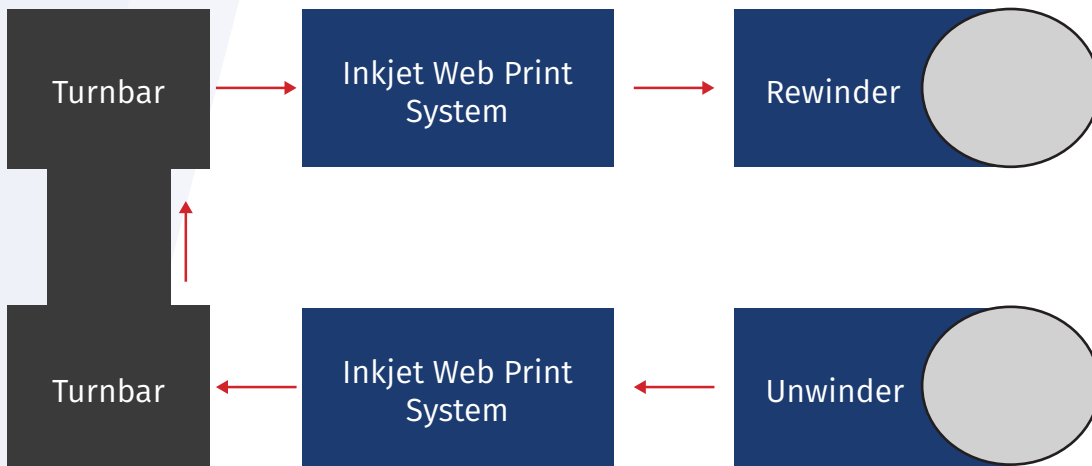 Turnbar
Inkjet Web Print
System
Rewinder
Turnbar
Inkjet Web Print
System
Unwinder